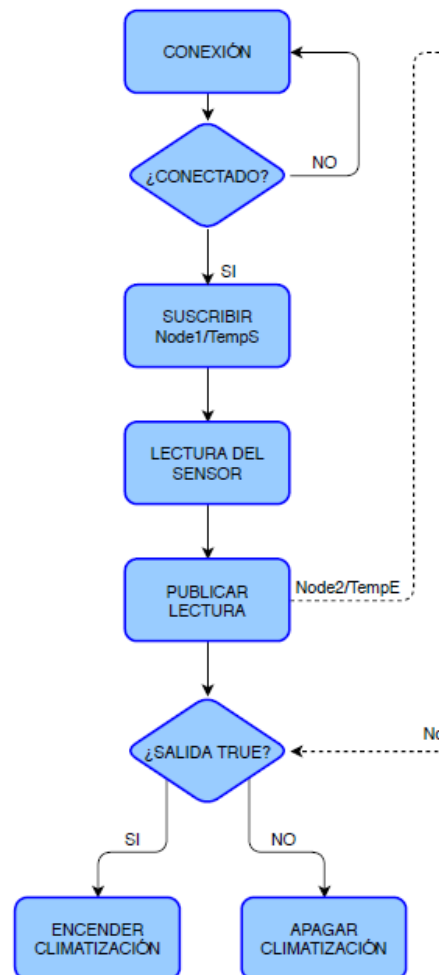 CONEXIÓN
¿CONECTADO?
NO
SI
SUSCRIBIR
Node1/TempS
LECTURA DEL
SENSOR
PUBLICAR
LECTURA
Node2/TempE
¿SALIDA TRUE?
SI
NO
ENCENDER
CLIMATIZACIÓN
APAGAR
CLIMATIZACIÓN